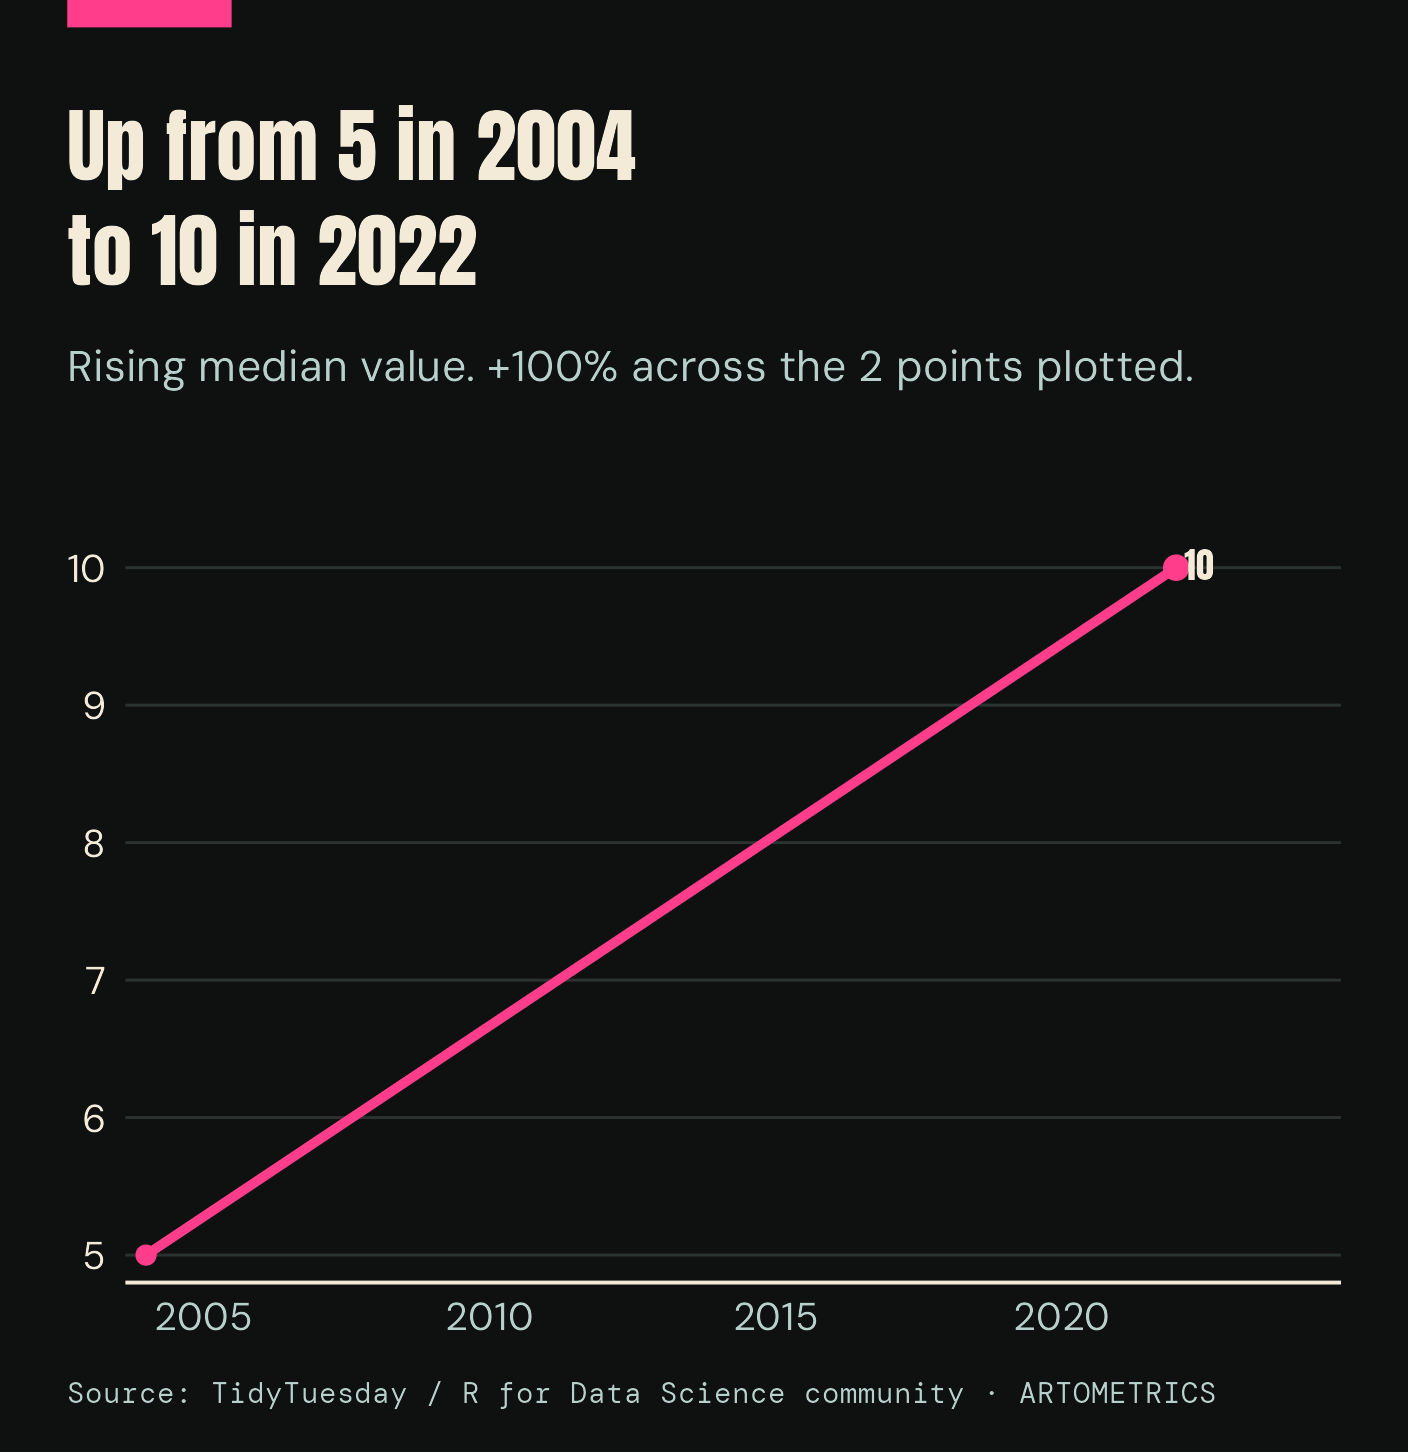 Up from 5 in 2004
to 10 in 2022
Rising median value. +100% across the 2 points plotted.
10
10
9
8
7
6
5
2005 2010 2015 2020
Source: TidyTuesday / R for Data Science community · ARTOMETRICS